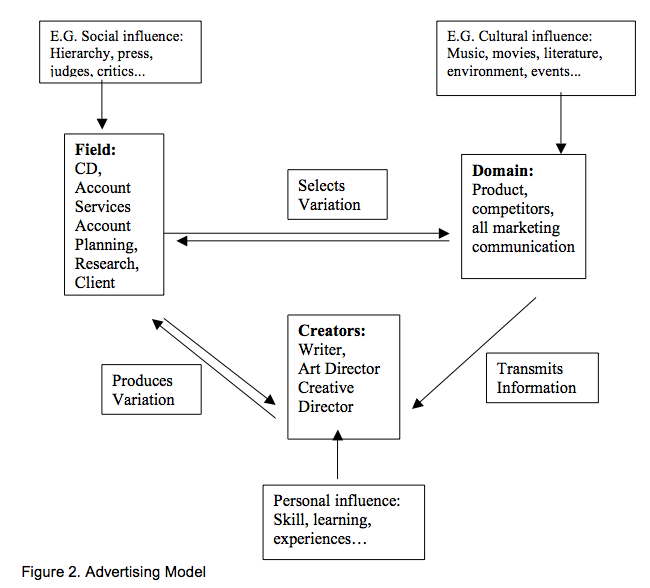 E.G. Social influence:
Hierarchy, press,
judges, critics...
E.G. Cultural influence:
Music, movies, literature,
environment, events...
Field:
CD,
Account
Services
Account
Planning,
Research,
Client
Selects
Variation
Domain:
Product,
competitors,
all marketing
communication
Creators:
Writer,
Art Director
Creative
Director
Produces
Variation
Transmits
Information
Personal influence:
Skill, learning,
experiences…
Figure 2. Advertising Model